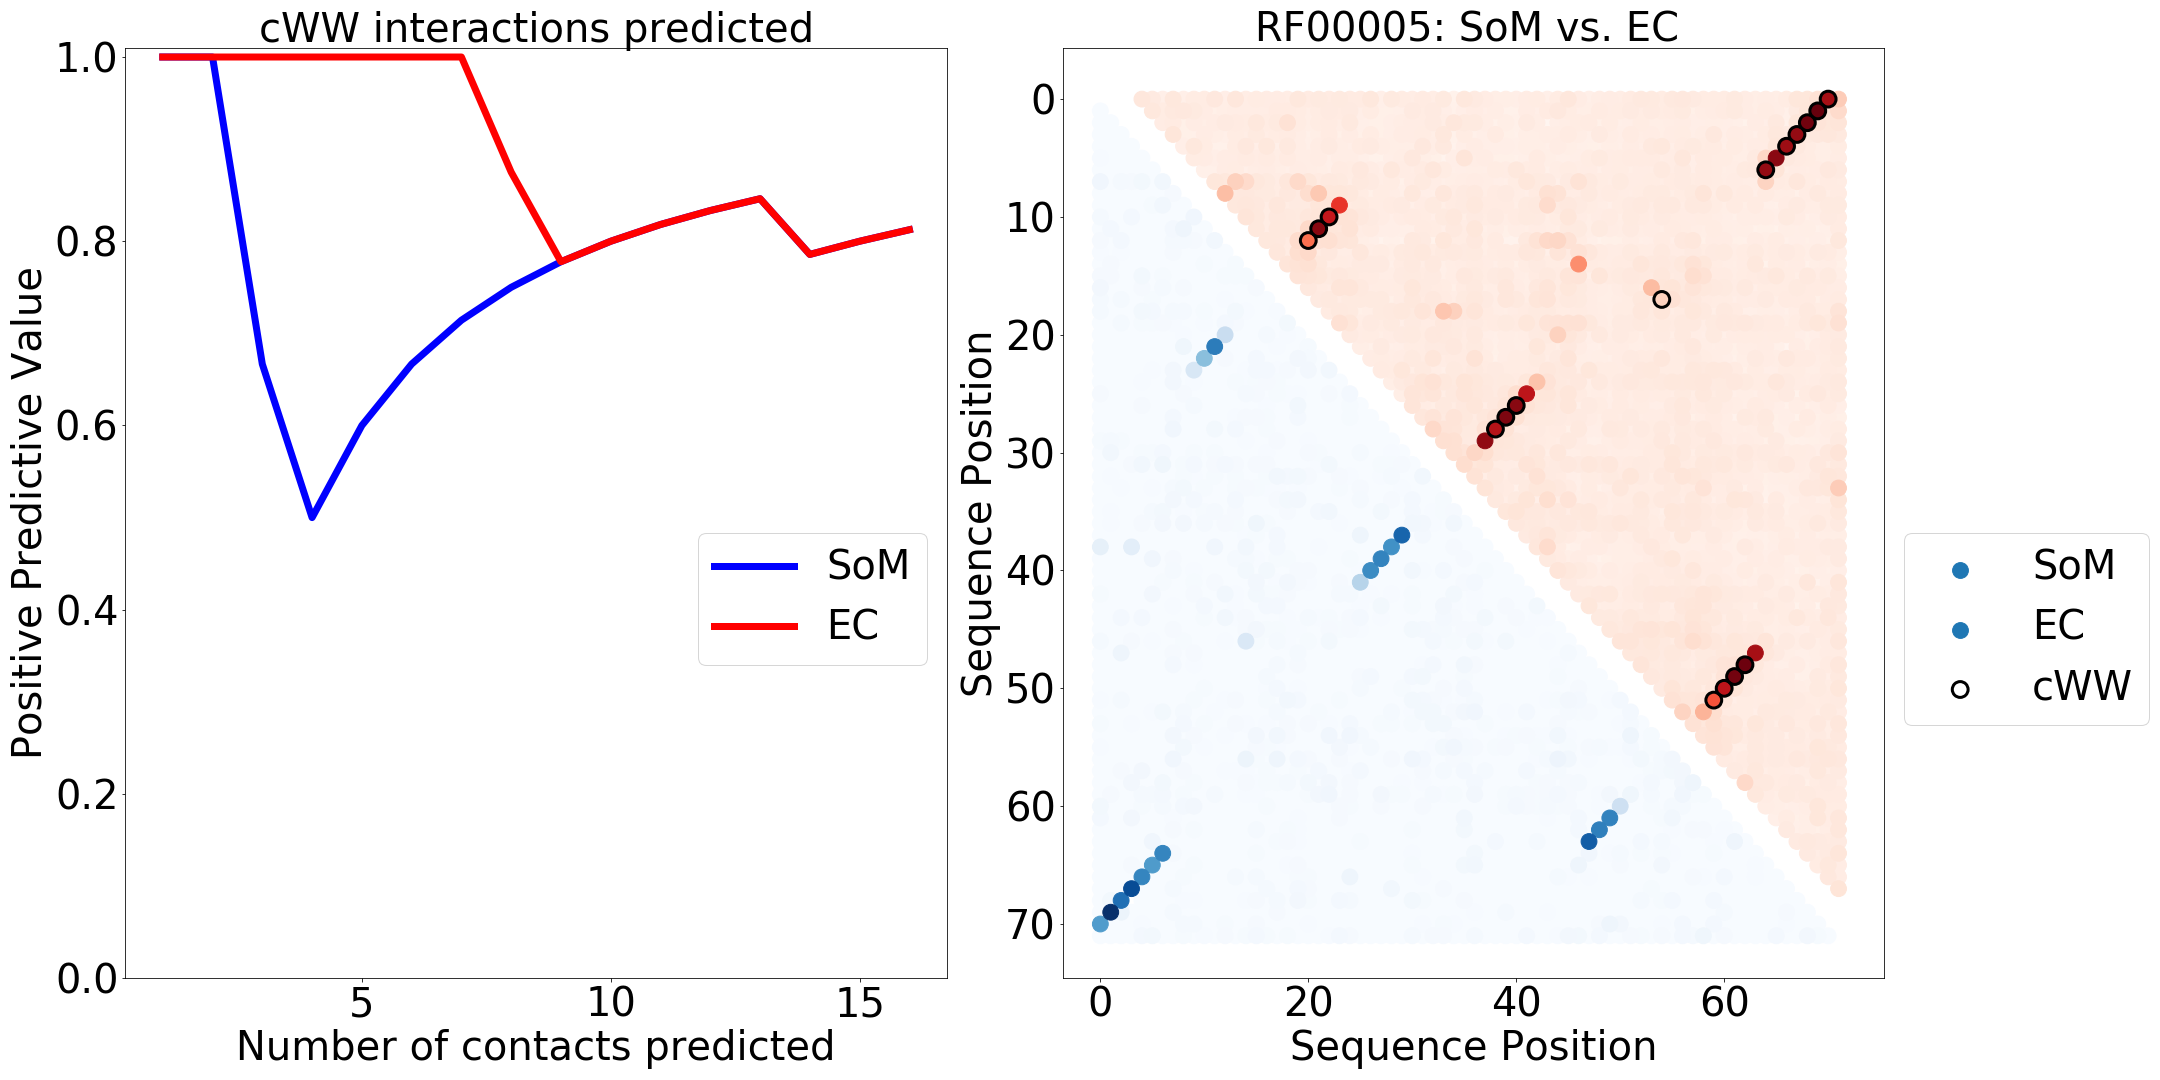 cWW interactions predicted
Positive Predictive Value
1.0
0.8
0.6
0.4
0.2
0.0
5 10 15
Number of contacts predicted
SoM
EC
RF00005: SoM vs. EC
Sequence Position
0
10
20
30
40
50
60
70
0 20 40 60
Sequence Position
SoM
EC
cWW